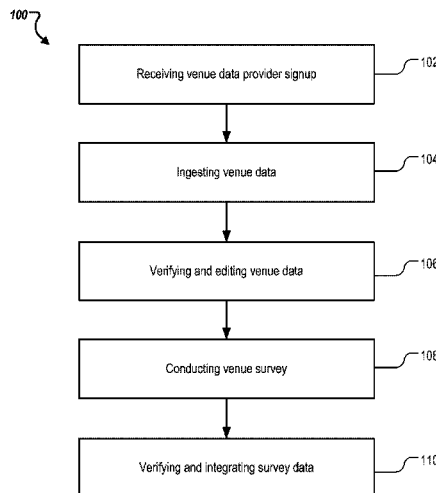 100
Receiving venue data provider signup
102
Ingesting venue data
104
Verifying and editing venue data
106
Conducting venue survey
108
Verifying and integrating survey data
110